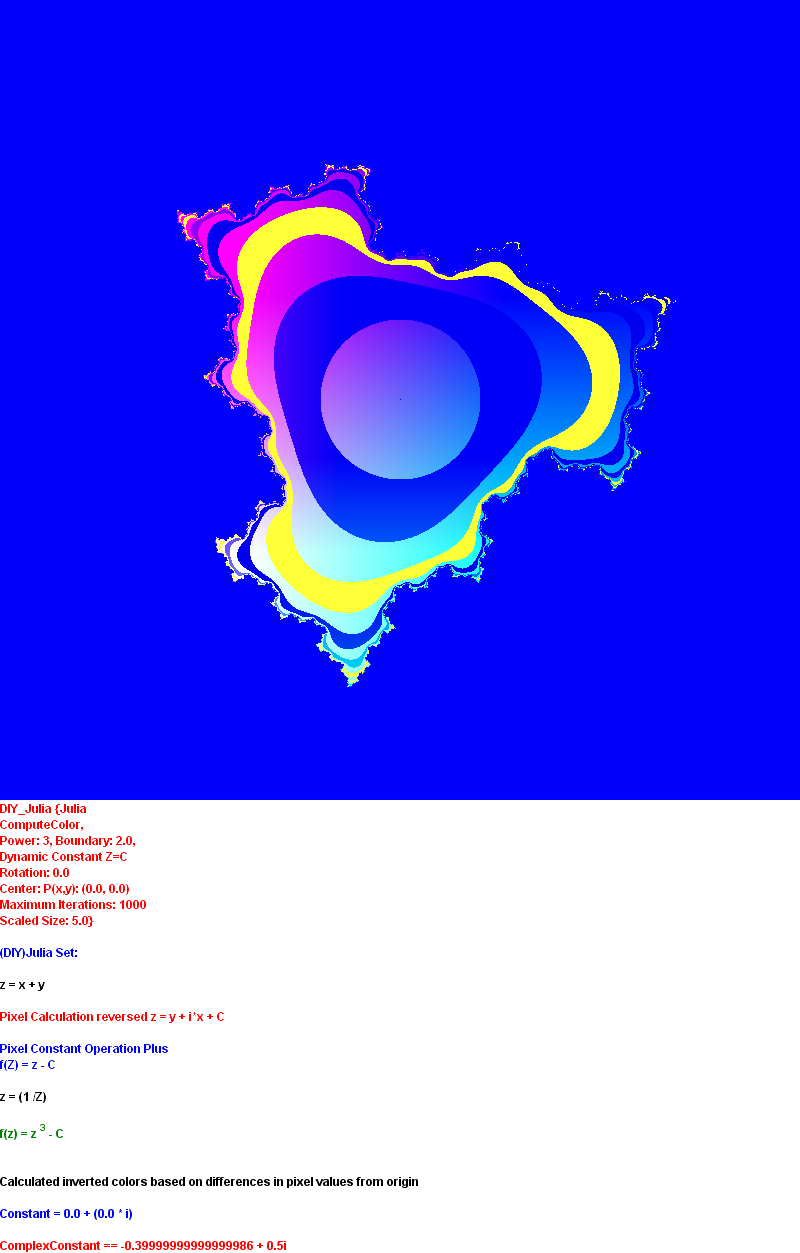 DIY_Julia {Julia
ComputeColor,
Power: 3, Boundary: 2.0,
Dynamic Constant Z=C
Rotation: 0.0
Center: P(x,y): (0.0, 0.0)
Maximum Iterations: 1000
Scaled Size: 5.0}
(DIY)Julia Set:
z = x + y
Pixel Calculation reversed z = y + i*x + C
Pixel Constant Operation Plus
f(Z) = z - C
z = (1 /Z)
f(z) = z ³ - C
Calculated inverted colors based on differences in pixel values from origin
Constant = 0.0 + (0.0 * i)
ComplexConstant == -0.39999999999999986 + 0.5i